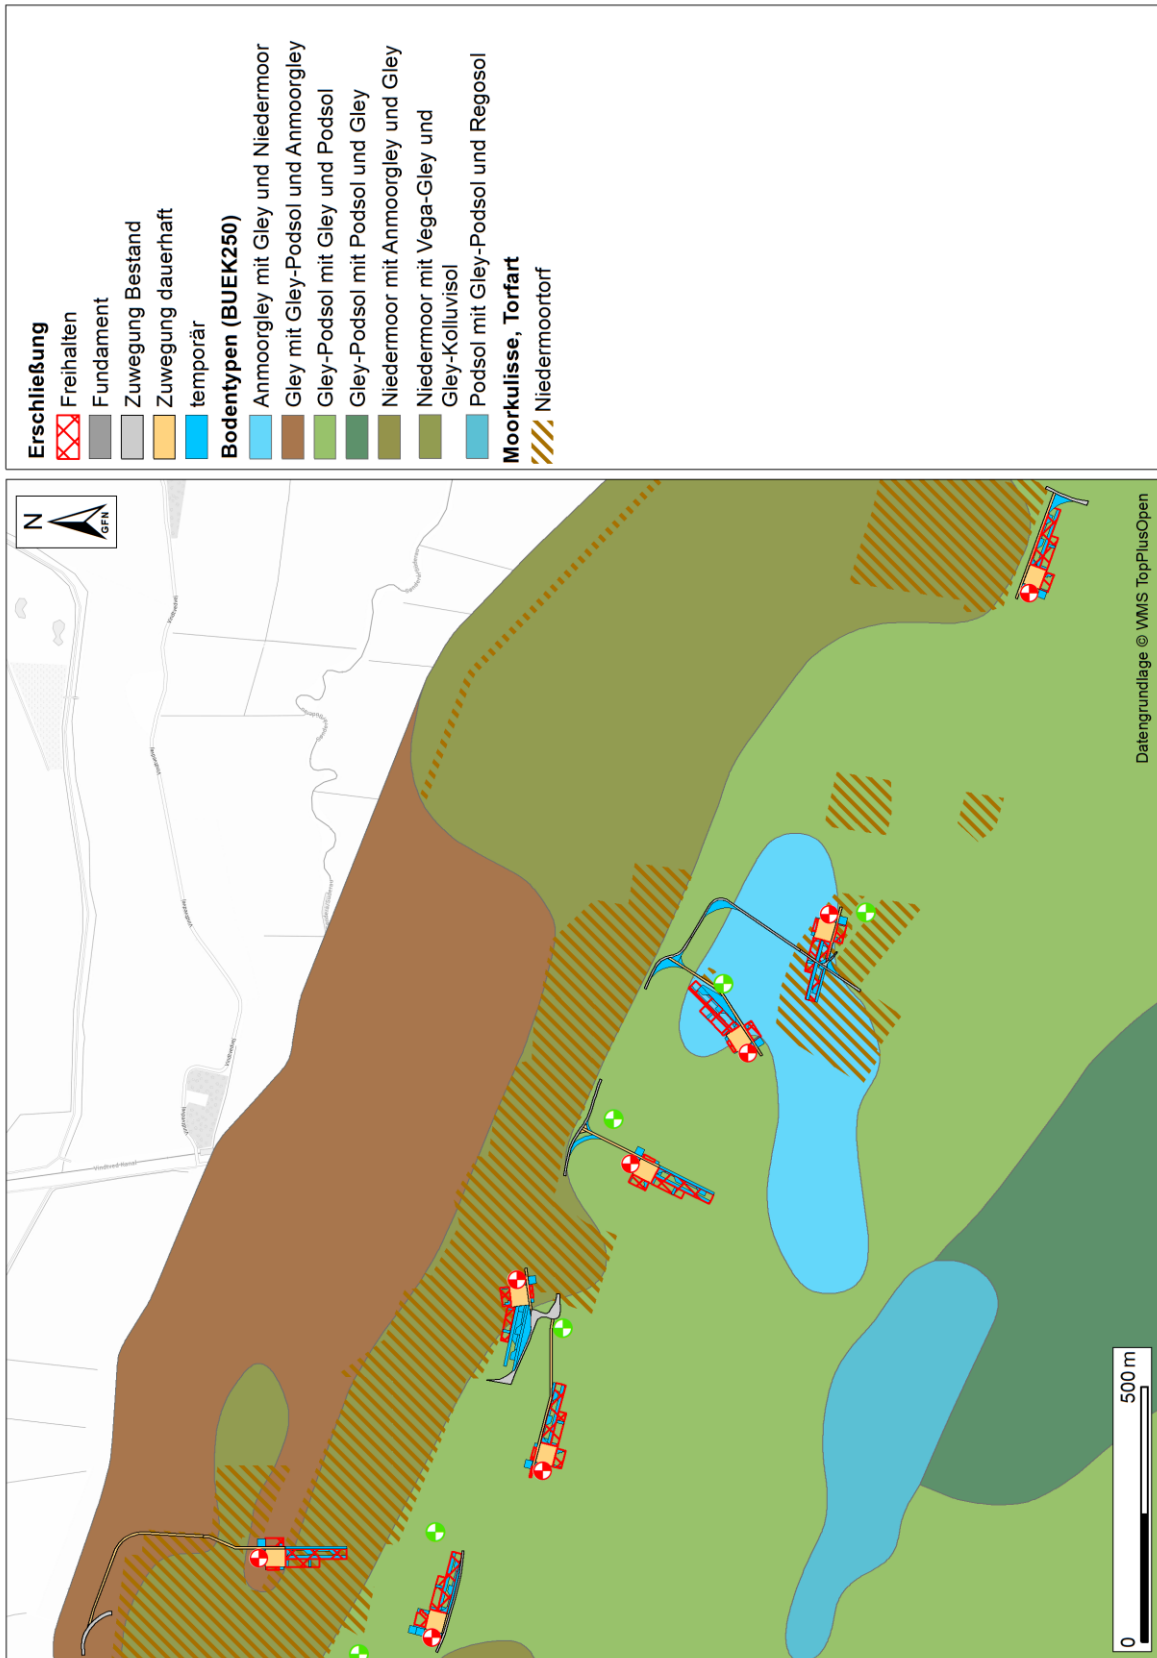 Erschließung
Freihalten
Fundament
Zuwegung Bestand
Zuwegung dauerhaft
temporär
Bodentypen (BUEK250)
Anmoorgley mit Gley und Niedermoor
Gley mit Gley-Podsol und Anmoorgley
Gley-Podsol mit Gley und Podsol
Gley-Podsol mit Podsol und Gley
Niedermoor mit Anmoorgley und Gley
Niedermoor mit Vega-Gley und
Gley-Kolluvisol
Podsol mit Gley-Podsol und Regosol
Moorkulisse, Torfart
Niedermoortorf
N
GFN
Vindtved Kanal
0
500 m
Datengrundlage © WMS TopPlusOpen